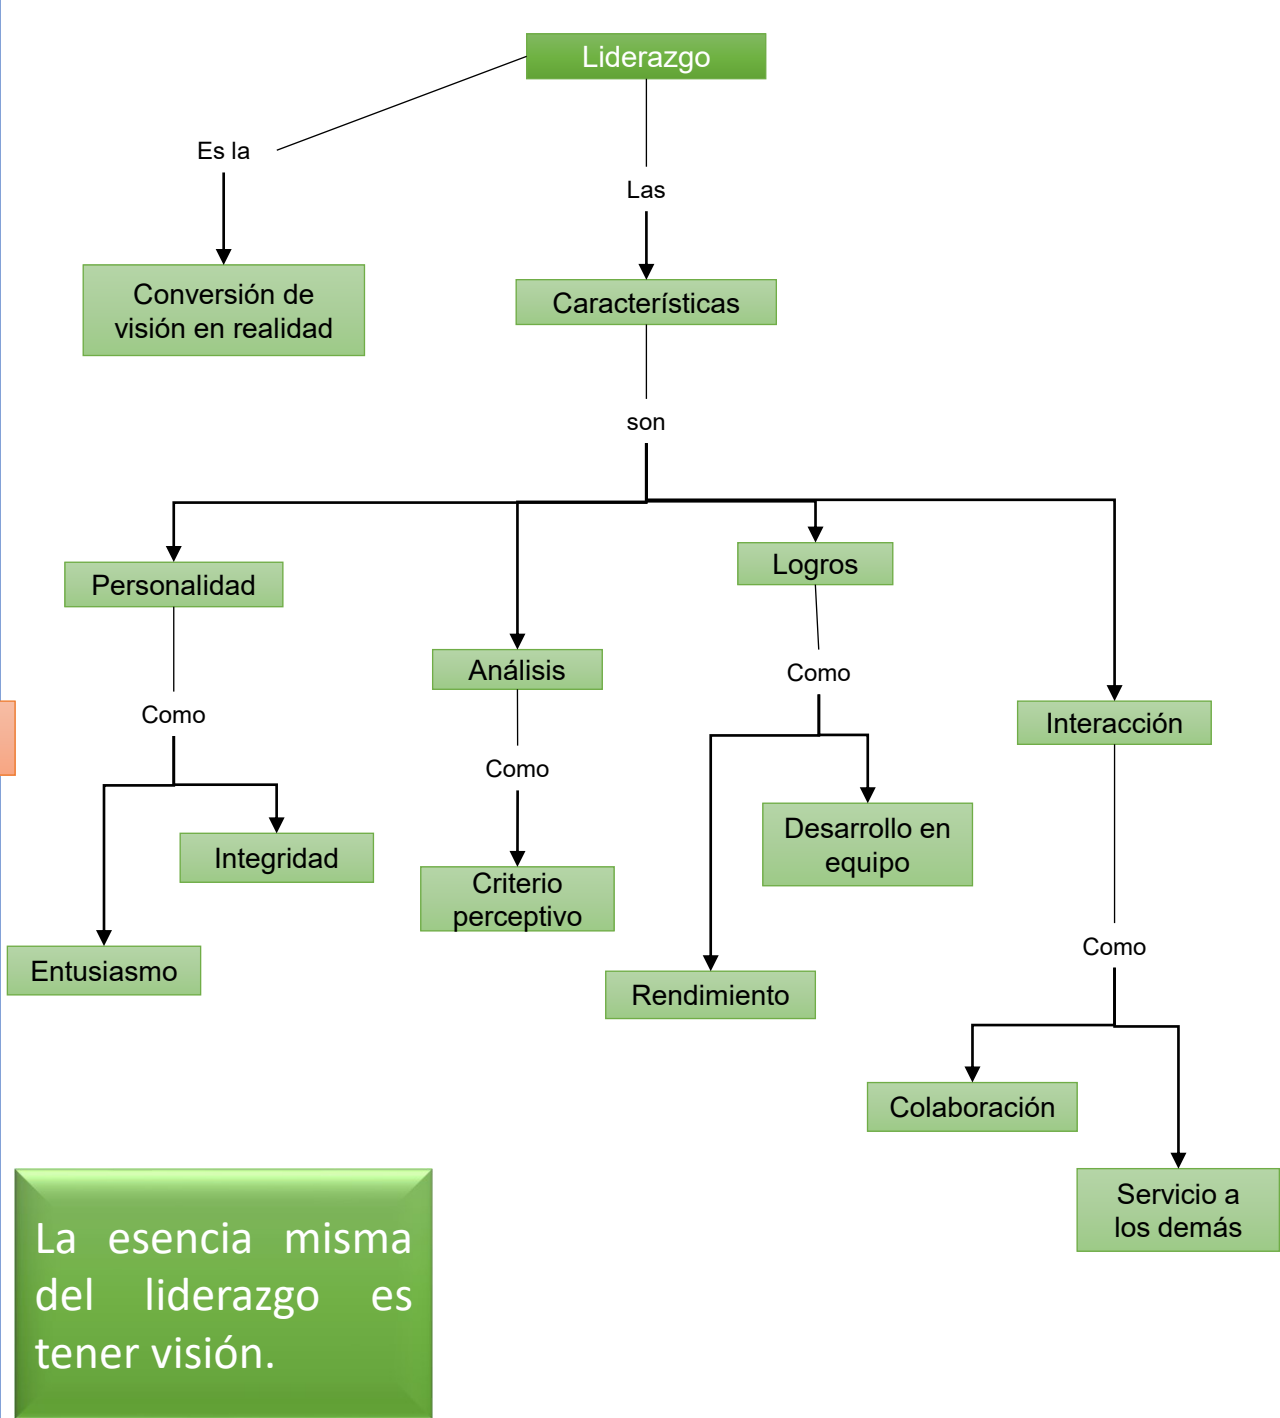 Liderazgo
Es la
Las
Conversión de
visión en realidad
Características
son
Personalidad
Análisis
Logros
Interacción
Como
Como
Como
Como
Integridad
Entusiasmo
Criterio
perceptivo
Desarrollo en
equipo
Rendimiento
Colaboración
Servicio a
los demás
La esencia misma
del liderazgo es
tener visión.